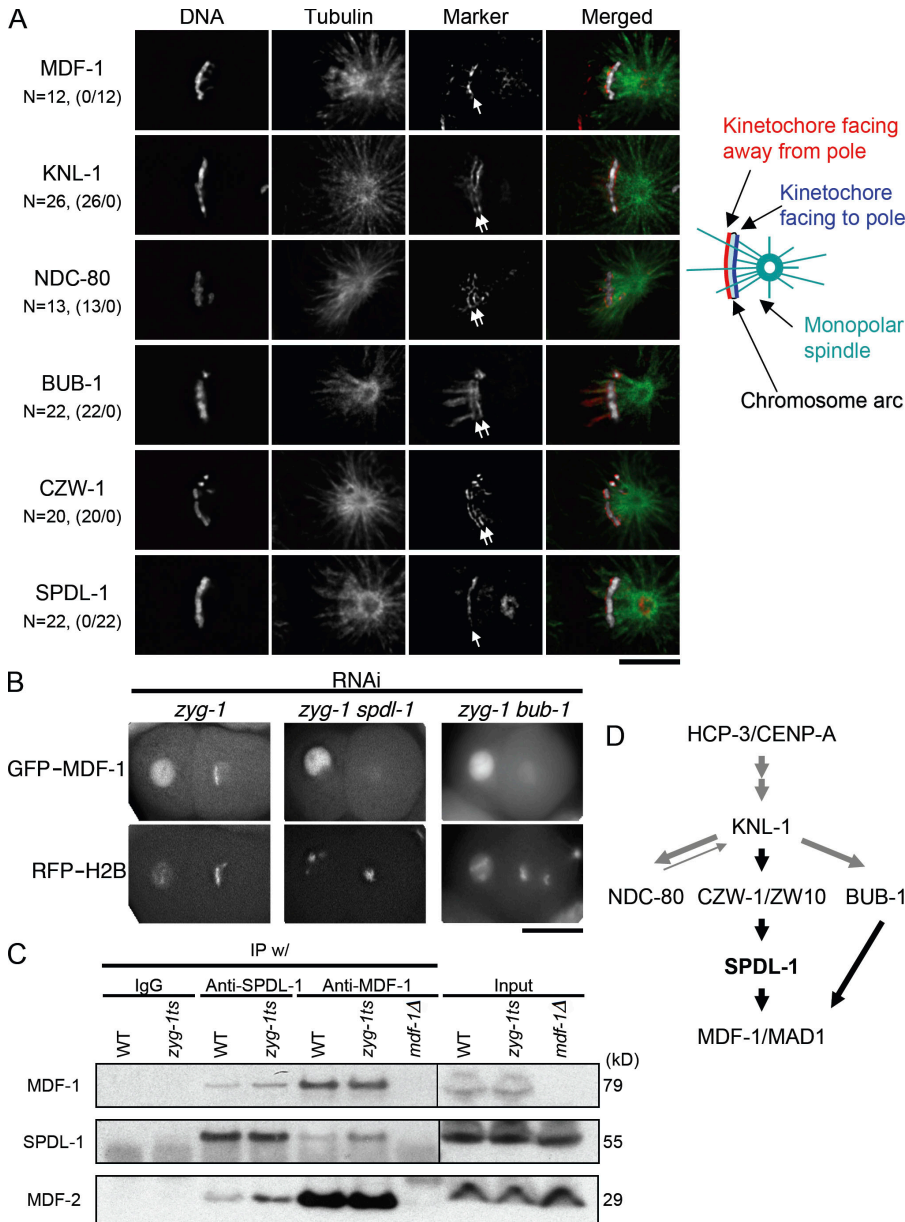 A
DNA
Tubulin
Marker
Merged
MDF-1
N=12, (0/12)
KNL-1
N=26, (26/0)
NDC-80
N=13, (13/0)
BUB-1
N=22, (22/0)
CZW-1
N=20, (20/0)
SPDL-1
N=22, (0/22)
Kinetochore facing
away from pole
Kinetochore
facing to pole
Monopolar
spindle
Chromosome arc
B
RNAi
zyg-1
zyg-1 spdl-1
zyg-1 bub-1
GFP–MDF-1
RFP–H2B
C
IP w/
IgG
Anti-SPDL-1
Anti-MDF-1
Input
WT
zyg-1ts
WT
zyg-1ts
WT
zyg-1ts
mdf-1Δ
WT
zyg-1ts
mdf-1Δ
(kD)
MDF-1
79
SPDL-1
55
MDF-2
29
D
HCP-3/CENP-A
KNL-1
NDC-80
CZW-1/ZW10
BUB-1
SPDL-1
MDF-1/MAD1